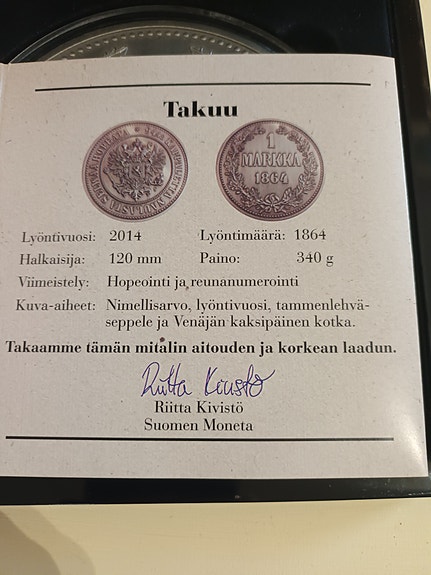 Takuu
1
MARKKA
1864
Lyöntivuosi: 2014
Lyöntimäärä: 1864
Halkaisija: 120 mm
Paino: 340 g
Viimeistely: Hopeointi ja reunanumerointi
Kuva-aiheet: Nimellisarvo, lyöntivuosi, tammenlehvä-
seppele ja Venäjän kaksipäinen kotka.
Takaamme tämän mitalin aitouden ja korkean laadun.
Riitta Kivistö
Riitta Kivistö
Suomen Moneta